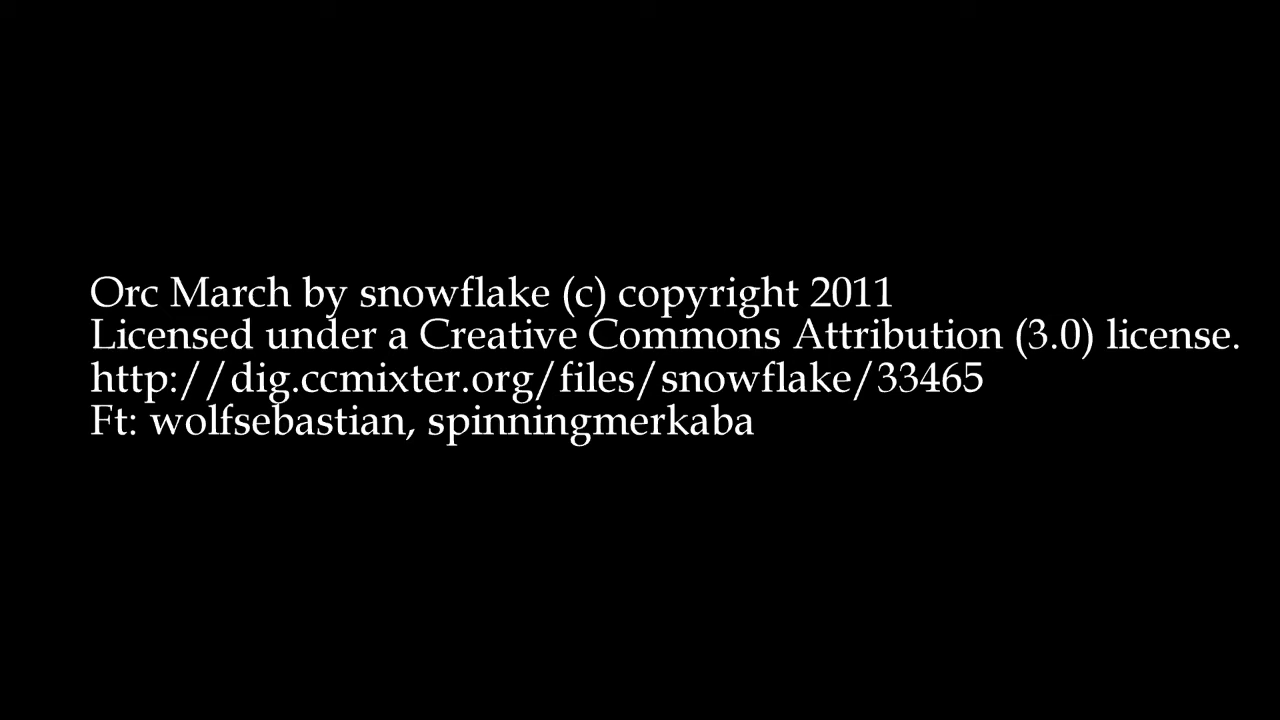 Orc March by snowflake (c) copyright 2011
Licensed under a Creative Commons Attribution (3.0) license.
http://dig.ccmixter.org/files/snowflake/33465
Ft: wolfsebastian, spinningmerkaba